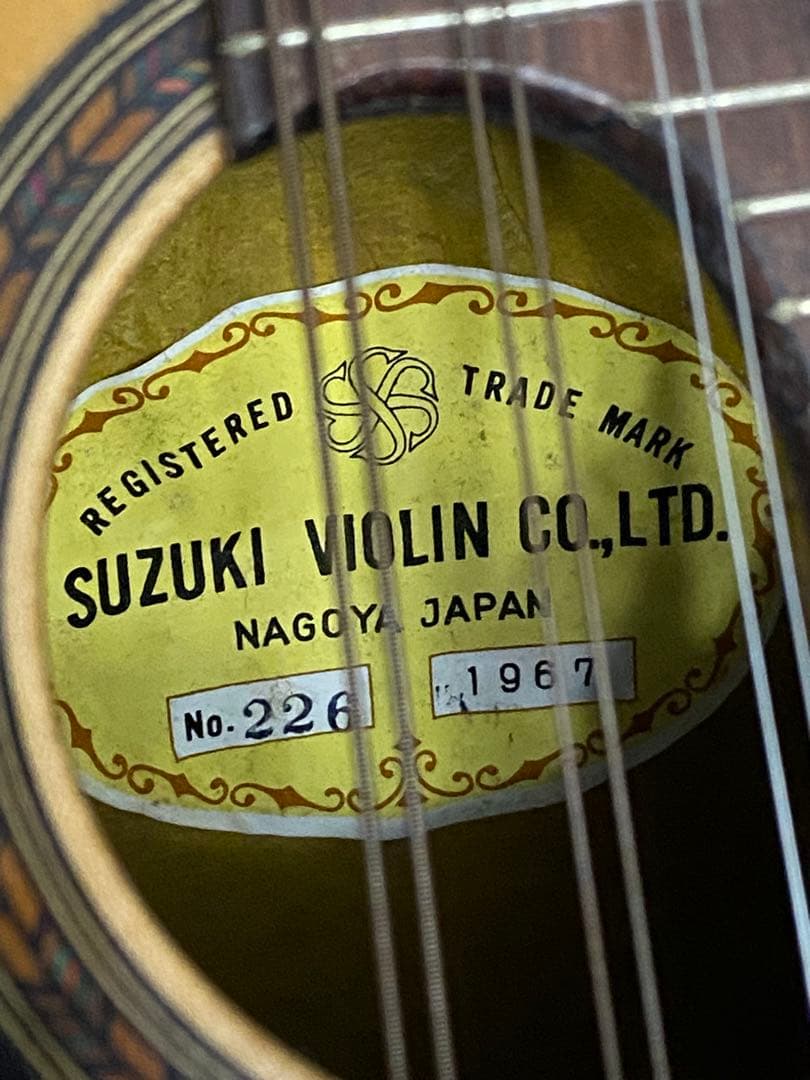 REGISTERED TRADE MARK
SUZUKI VIOLIN CO.,LTD.
NAGOYA JAPAN
No. 226 1967